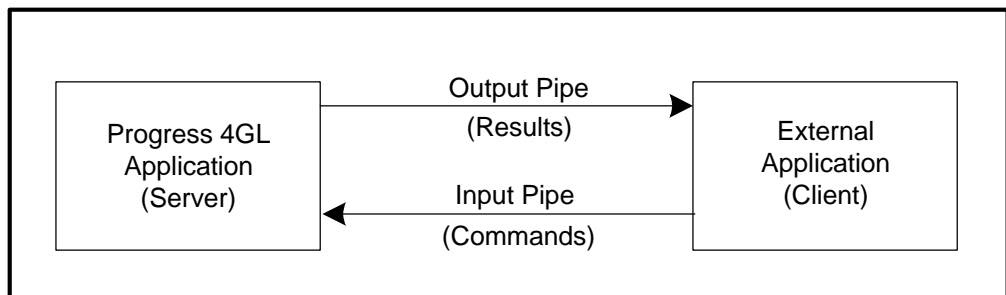 Progress 4GL
Application
(Server)
Output Pipe
(Results)
Input Pipe
(Commands)
External
Application
(Client)